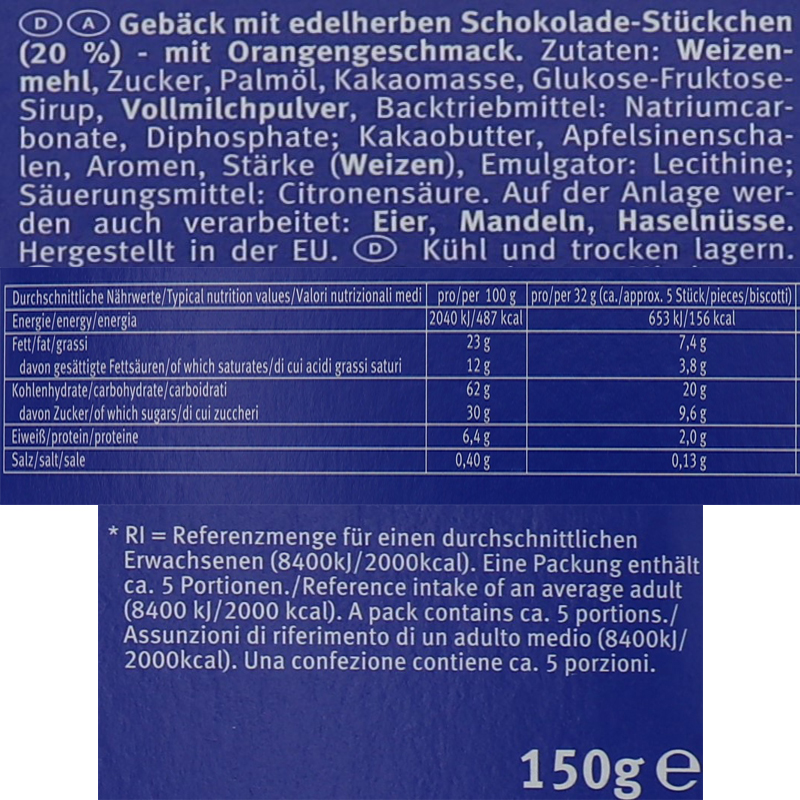 D A Gebäck mit edelherben Schokolade-Stückchen
(20 %) - mit Orangengeschmack. Zutaten: Weizen-
mehl, Zucker, Palmöl, Kakaomasse, Glukose-Fruktose-
Sirup, Vollmilchpulver, Backtriebmittel: Natriumcar-
bonate, Diphosphate; Kakaobutter, Apfelsinenscha-
len, Aromen, Stärke (Weizen), Emulgator: Lecithine;
Säuerungsmittel: Citronensäure. Auf der Anlage wer-
den auch verarbeitet: Eier, Mandeln, Haselnüsse.
Hergestellt in der EU. D Kühl und trocken lagern.
Durchschnittliche Nährwerte/Typical nutrition values/Valori nutrizionali medi pro/per 100 g pro/per 32 g (ca./approx. 5 Stück/pieces/biscotti)
Energie/energy/energia 2040 kJ/487 kcal 653 kJ/156 kcal
Fett/fat/grassi 23 g 7,4 g
davon gesättigte Fettsäuren/of which saturates/di cui acidi grassi saturi 12 g 3,8 g
Kohlenhydrate/carbohydrate/carboidrati 62 g 20 g
davon Zucker/of which sugars/di cui zuccheri 30 g 9,6 g
Eiweiß/protein/proteine 6,4 g 2,0 g
Salz/salt/sale 0,40 g 0,13 g
* RI = Referenzmenge für einen durchschnittlichen
Erwachsenen (8400kJ/2000kcal). Eine Packung enthält
ca. 5 Portionen./Reference intake of an average adult
(8400 kJ/2000 kcal). A pack contains ca. 5 portions./
Assunzioni di riferimento di un adulto medio (8400kJ/
2000kcal). Una confezione contiene ca. 5 porzioni.
150g e